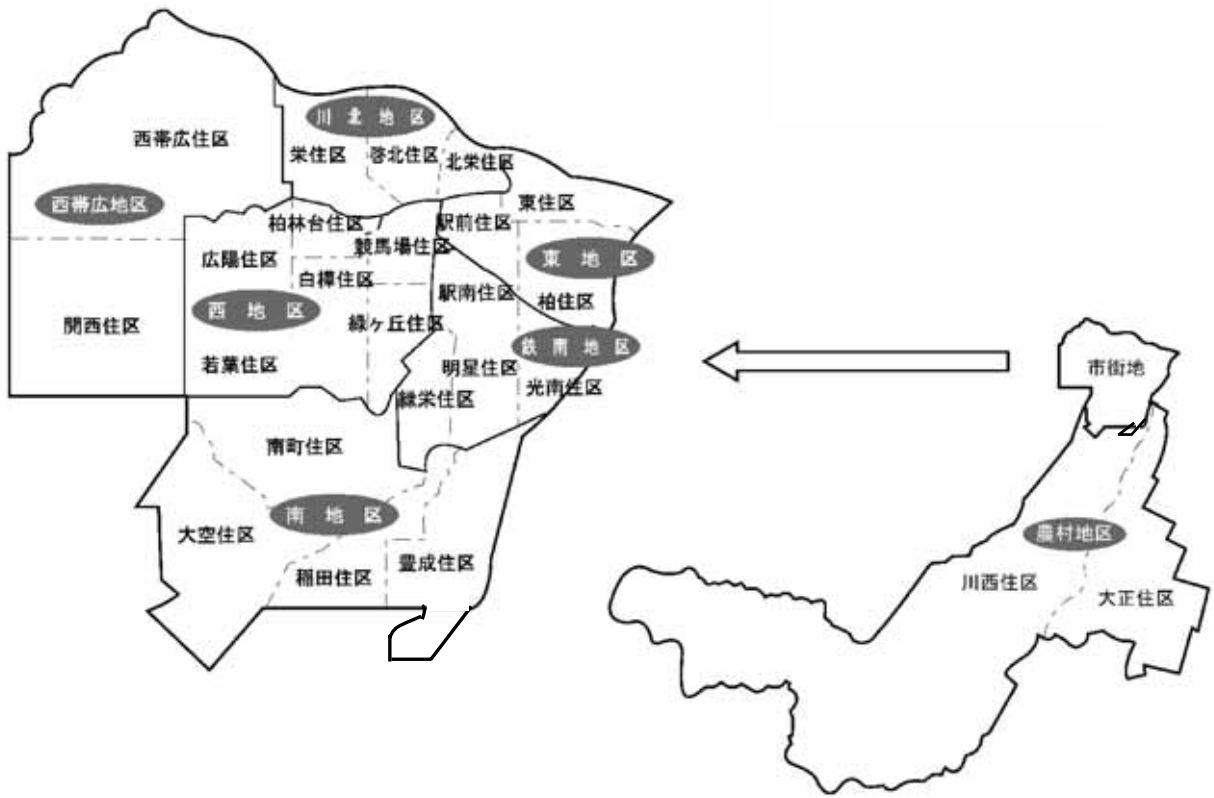 川北地区
西帯広住区
栄住区
啓北住区
北栄住区
西帯広地区
東住区
柏林台住区
駅前住区
競馬場住区
広陽住区
東地区
白樺住区
駅南住区
柏住区
西地区
開西住区
緑ヶ丘住区
鉄南地区
若葉住区
明星住区
光南住区
緑栄住区
南町住区
南地区
大空住区
稲田住区
豊成住区
市街地
農村地区
川西住区
大正住区